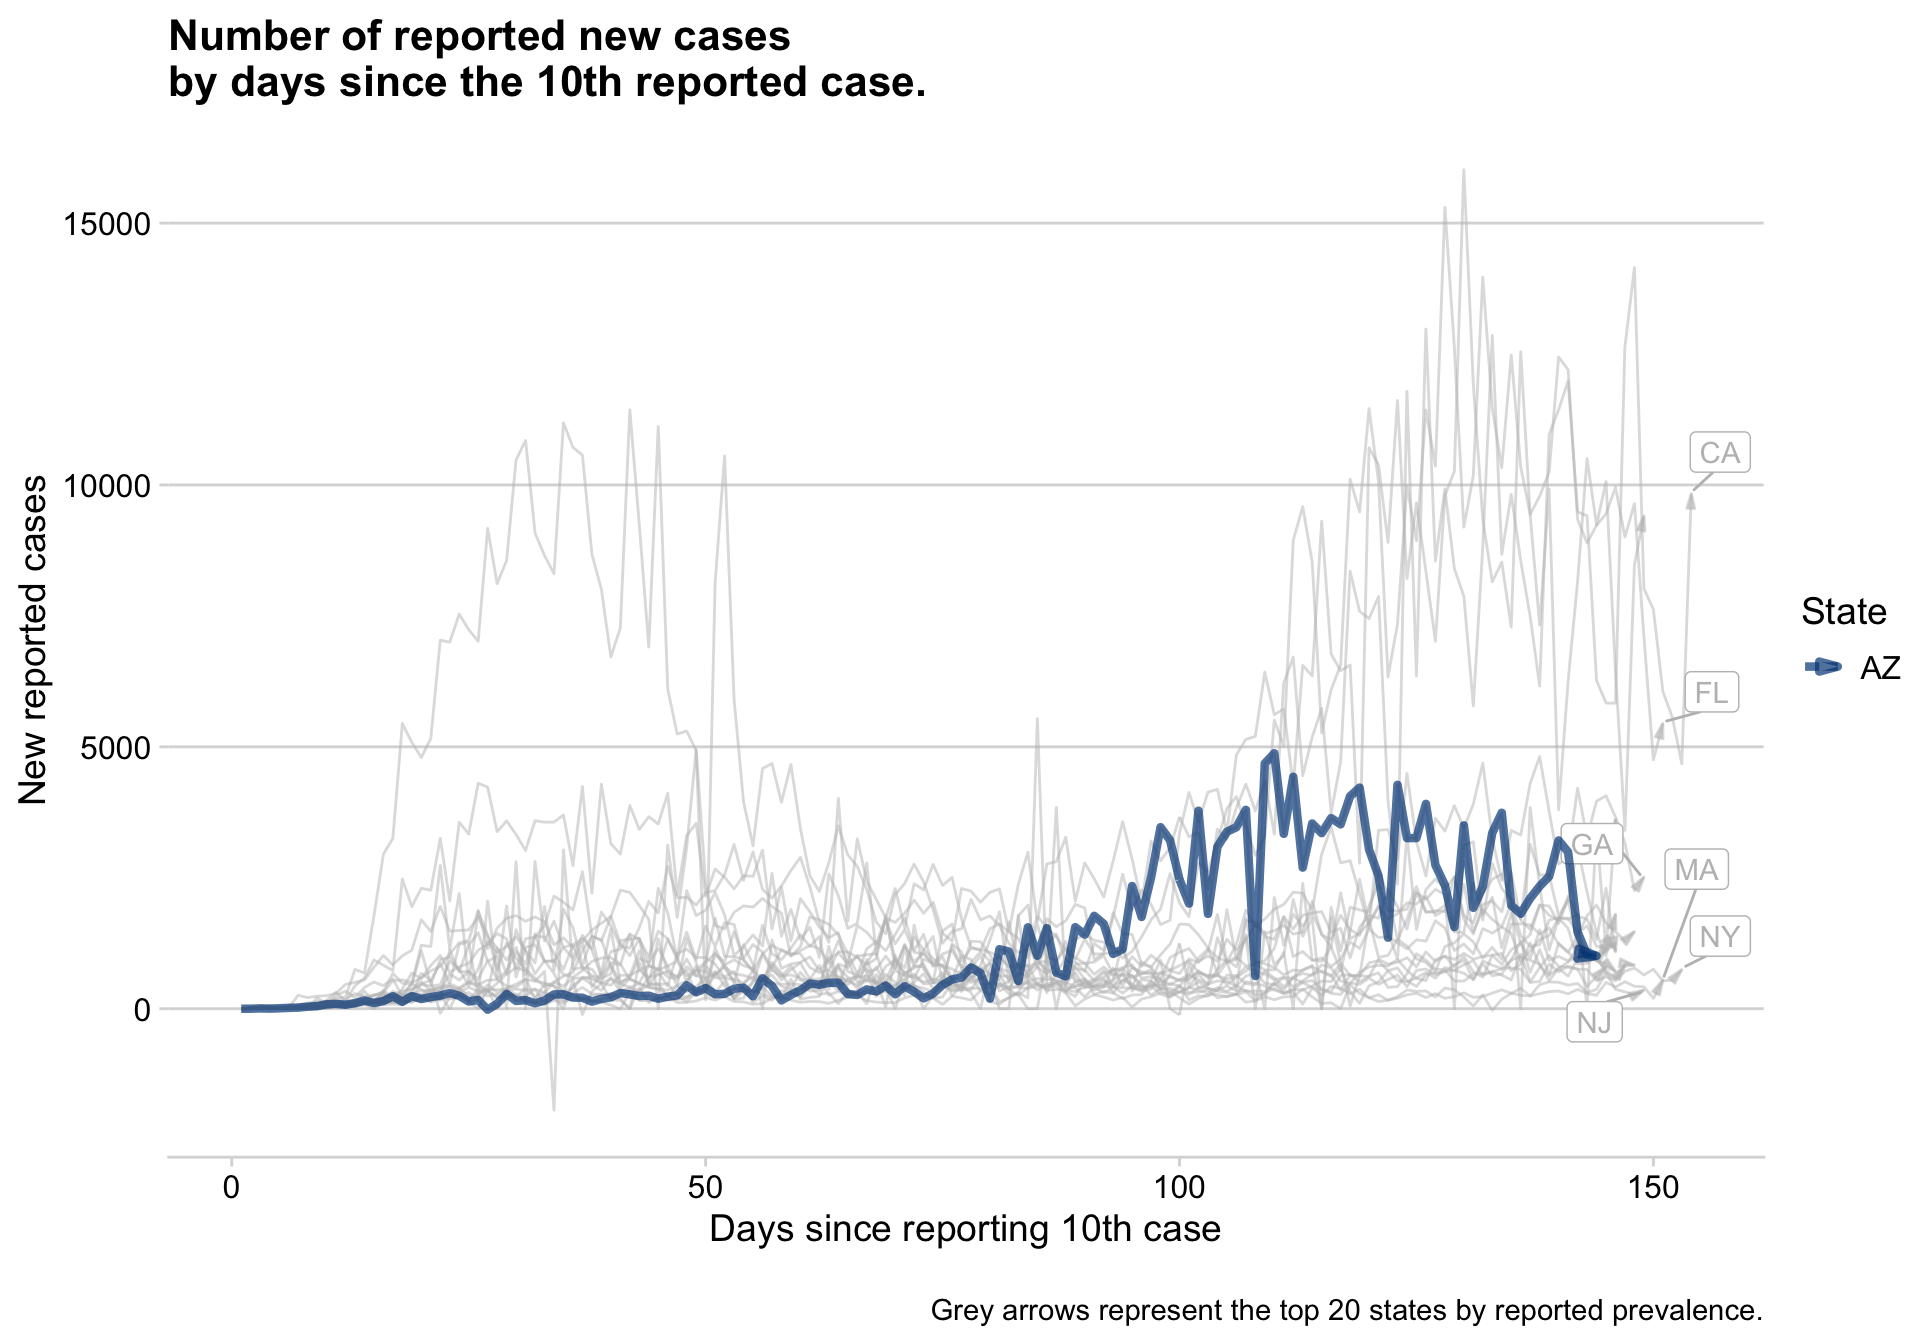 Number of reported new cases
by days since the 10th reported case.
New reported cases
15000
10000
5000
0
CA
FL
GA
MA
NY
NJ
State
AZ
0 50 100 150
Days since reporting 10th case
Grey arrows represent the top 20 states by reported prevalence.